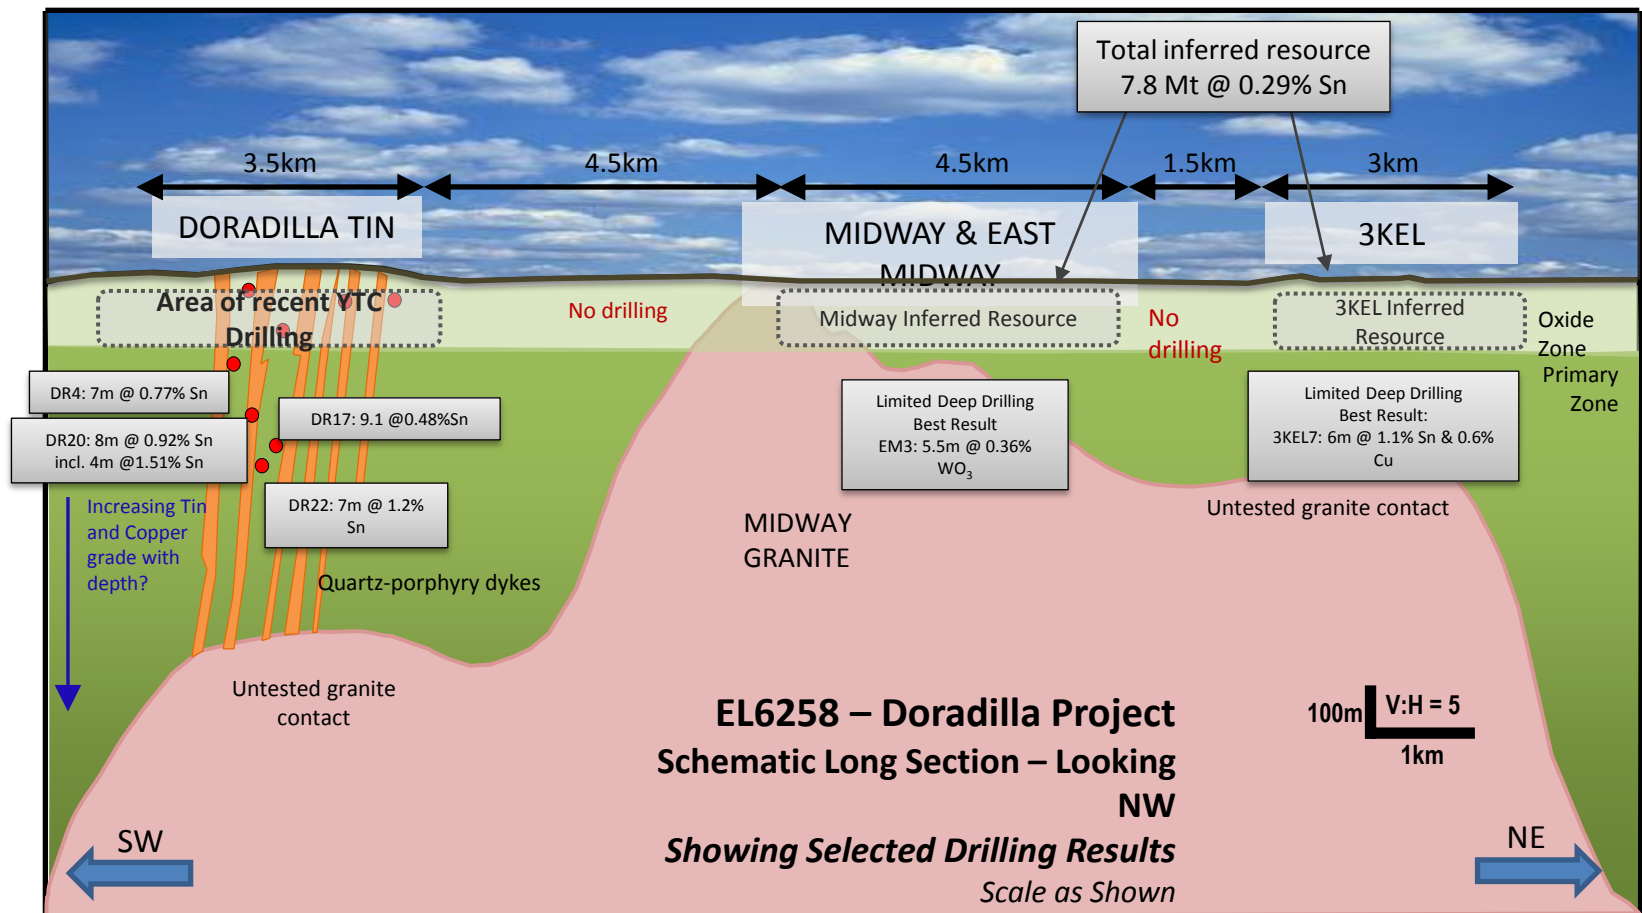 Total inferred resource
7.8 Mt @ 0.29% Sn
3.5km
4.5km
4.5km
1.5km
3km
DORADILLA TIN
MIDWAY & EAST
MIDWAY
3KEL
Area of recent YTC
Drilling
No drilling
Midway Inferred Resource
No
drilling
3KEL Inferred
Resource
Oxide
Zone
Primary
Zone
DR4: 7m @ 0.77% Sn
DR20: 8m @ 0.92% Sn
incl. 4m @1.51% Sn
DR17: 9.1 @0.48%Sn
DR22: 7m @ 1.2%
Sn
Limited Deep Drilling
Best Result
EM3: 5.5m @ 0.36%
WO₃
Limited Deep Drilling
Best Result:
3KEL7: 6m @ 1.1% Sn & 0.6%
Cu
Increasing Tin
and Copper
grade with
depth?
Quartz-porphyry dykes
MIDWAY
GRANITE
Untested granite contact
Untested granite
contact
EL6258 – Doradilla Project
Schematic Long Section – Looking
NW
Showing Selected Drilling Results
Scale as Shown
100m
V:H = 5
1km
SW
NE